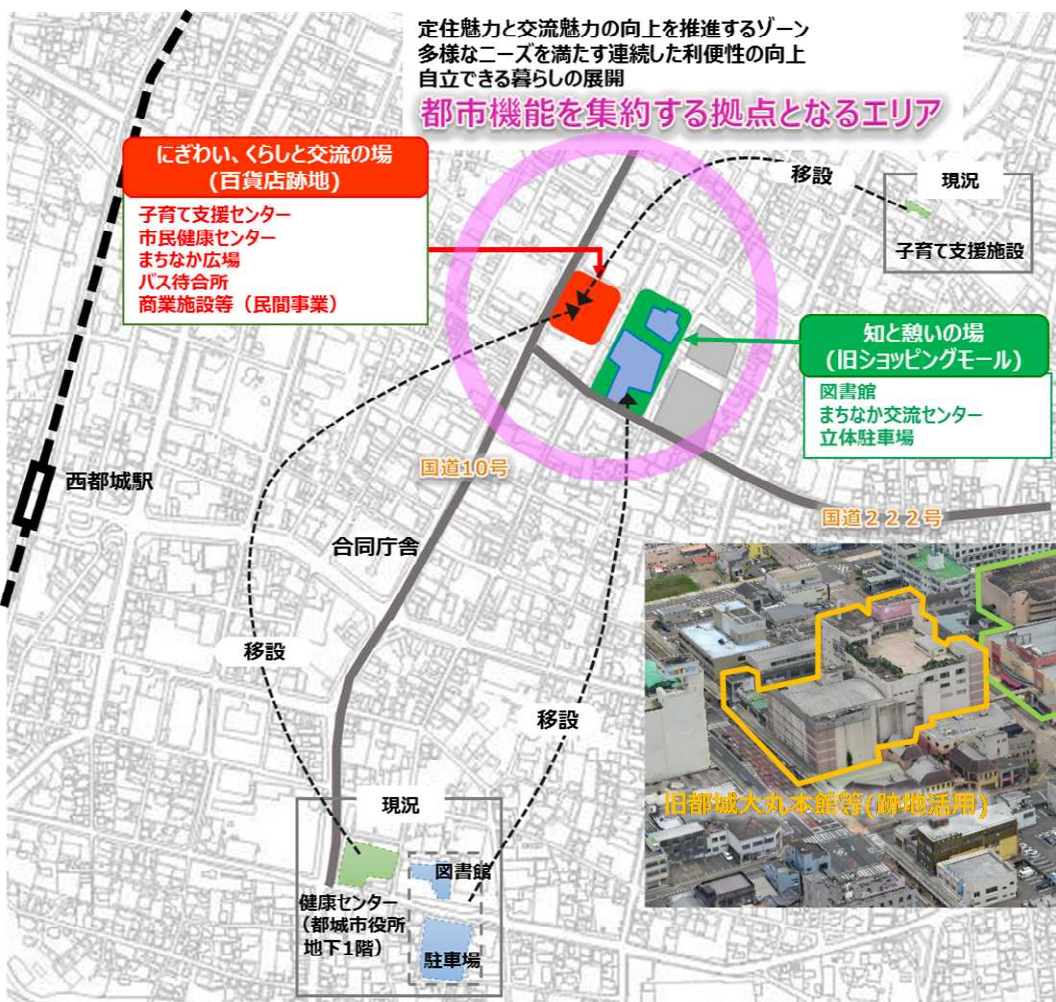 定住魅力と交流魅力の向上を推進するゾーン
多様なニーズを満たす連続した利便性の向上
自立できる暮らしの展開
都市機能を集約する拠点となるエリア
にぎわい、くらしと交流の場
(百貨店跡地)
子育て支援センター
市民健康センター
まちなか広場
バス待合所
商業施設等（民間事業）
移設
現況
子育て支援施設
知と憩いの場
(旧ショッピングモール)
図書館
まちなか交流センター
立体駐車場
国道10号
西都城駅
国道２２２号
合同庁舎
移設
移設
旧都城大丸本館等(跡地活用)
現況
図書館
健康センター
（都城市役所
地下1階）
駐車場